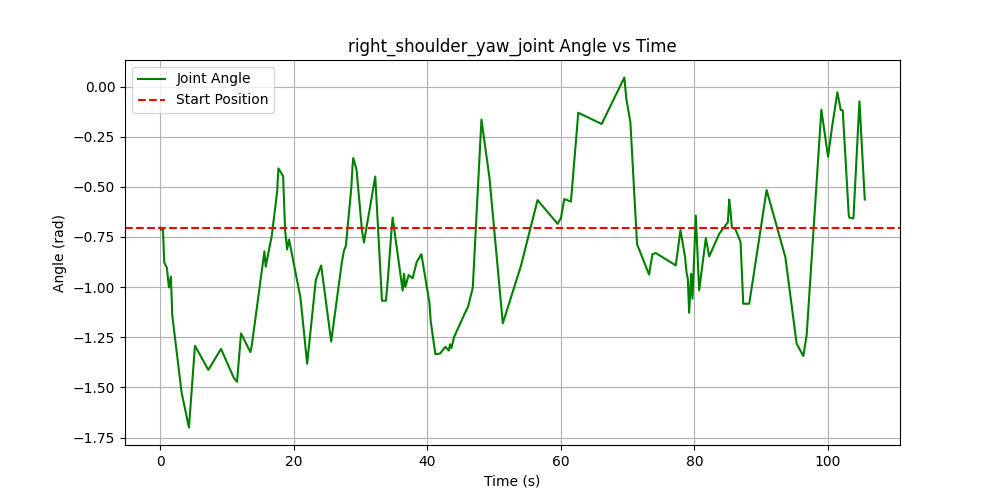 right_shoulder_yaw_joint Angle vs Time
Joint Angle
Start Position
0.00
−0.25
−0.50
−0.75
−1.00
−1.25
−1.50
−1.75
Angle (rad)
0 20 40 60 80 100
Time (s)